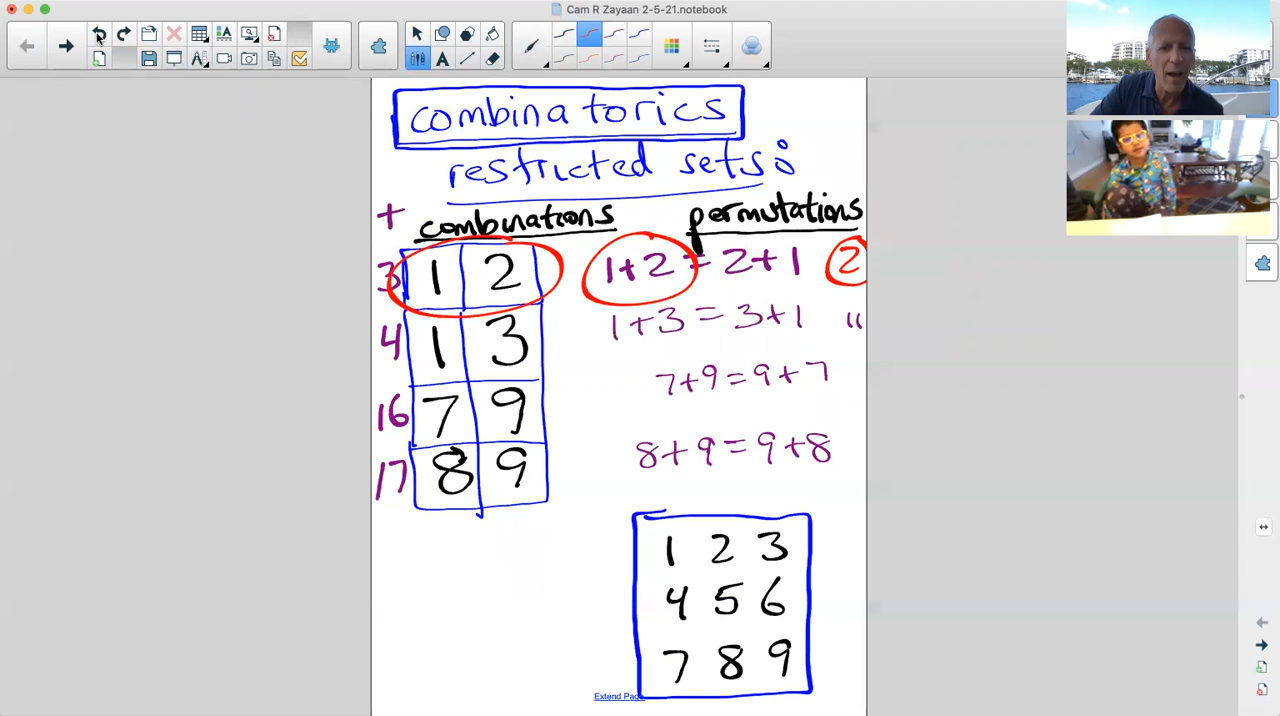 Cam R Zayaan 2-5-21.notebook
combinatorics
restricted sets:
+ combinations permutations
3 1 2 1+2 = 2+1 2
4 1 3 1+3 = 3+1 "
16 7 9 7+9=9+7
17 8 9 8+9=9+8
1 2 3
4 5 6
7 8 9
Extend Page